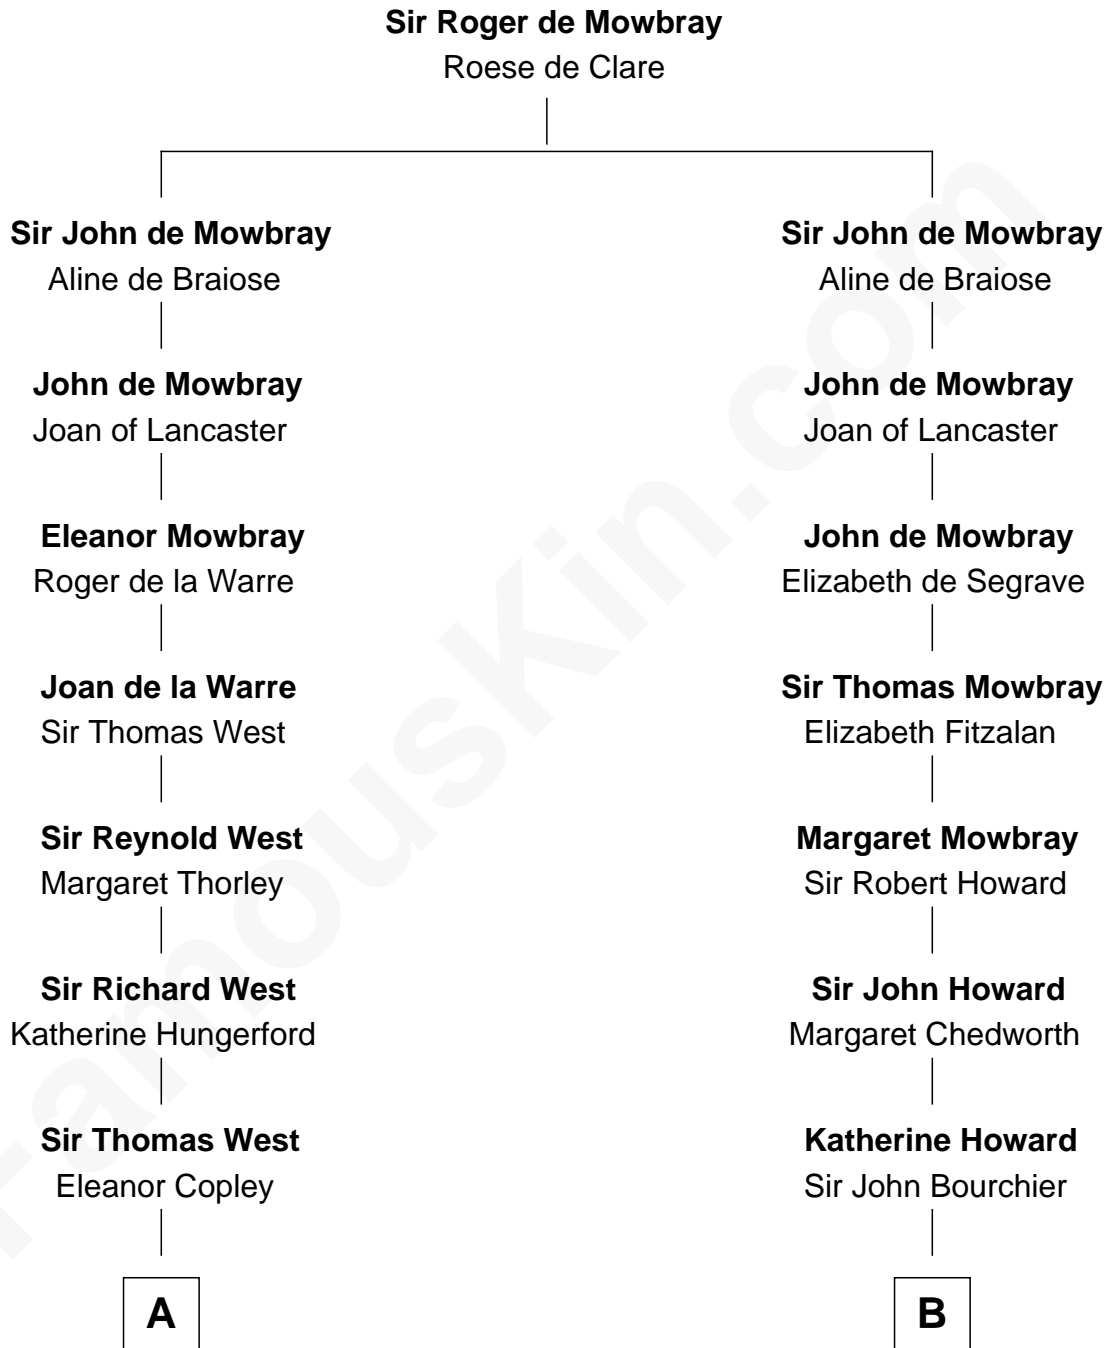 Sir Roger de Mowbray
Roese de Clare
Sir John de Mowbray
Aline de Braiose
John de Mowbray
Joan of Lancaster
Eleanor Mowbray
Roger de la Warre
Joan de la Warre
Sir Thomas West
Sir Reynold West
Margaret Thorley
Sir Richard West
Katherine Hungerford
Sir Thomas West
Eleanor Copley
A
Sir John de Mowbray
Aline de Braiose
John de Mowbray
Joan of Lancaster
John de Mowbray
Elizabeth de Segrave
Sir Thomas Mowbray
Elizabeth Fitzalan
Margaret Mowbray
Sir Robert Howard
Sir John Howard
Margaret Chedworth
Katherine Howard
Sir John Bourchier
B
FamousKin.com